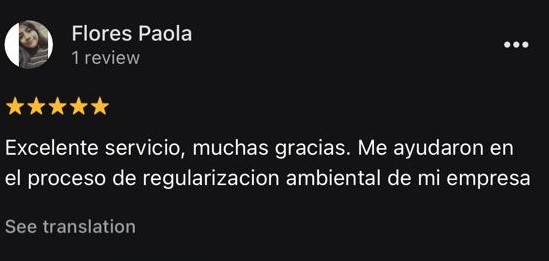 Flores Paola
1 review
Excelente servicio, muchas gracias. Me ayudaron en
el proceso de regularizacion ambiental de mi empresa
See translation